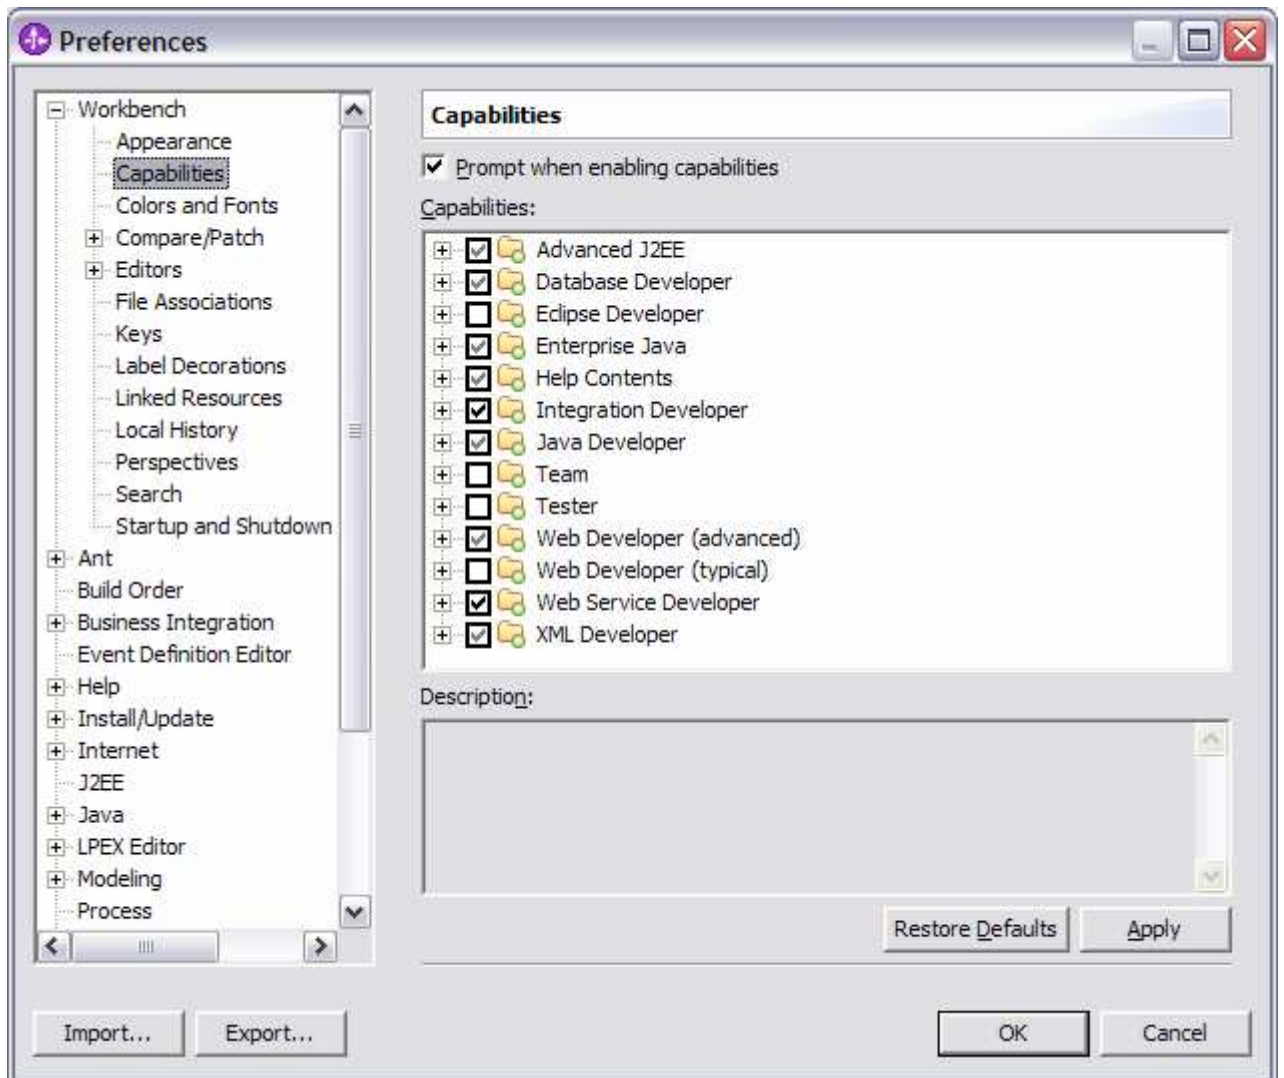 Preferences
Workbench
Appearance
Capabilities
Colors and Fonts
Compare/Patch
Editors
File Associations
Keys
Label Decorations
Linked Resources
Local History
Perspectives
Search
Startup and Shutdown
Ant
Build Order
Business Integration
Event Definition Editor
Help
Install/Update
Internet
J2EE
Java
LPEX Editor
Modeling
Process
Capabilities
Prompt when enabling capabilities
Capabilities:
Advanced J2EE
Database Developer
Eclipse Developer
Enterprise Java
Help Contents
Integration Developer
Java Developer
Team
Tester
Web Developer (advanced)
Web Developer (typical)
Web Service Developer
XML Developer
Description:
Restore Defaults
Apply
Import...
Export...
OK
Cancel